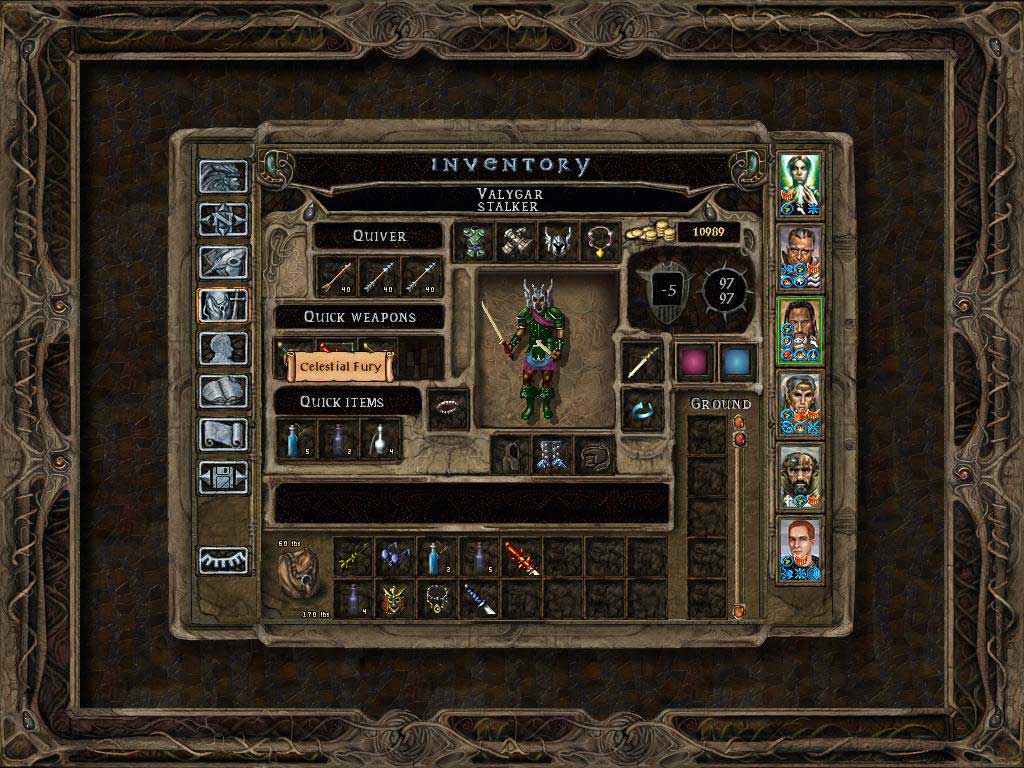 INVENTORY
VALYGAR
STALKER
QUIVER
10989
40
40
40
-5
97
97
QUICK WEAPONS
Celestial Fury
QUICK ITEMS
GROUND
5
2
4
60 lbs
2
5
4
170 lbs